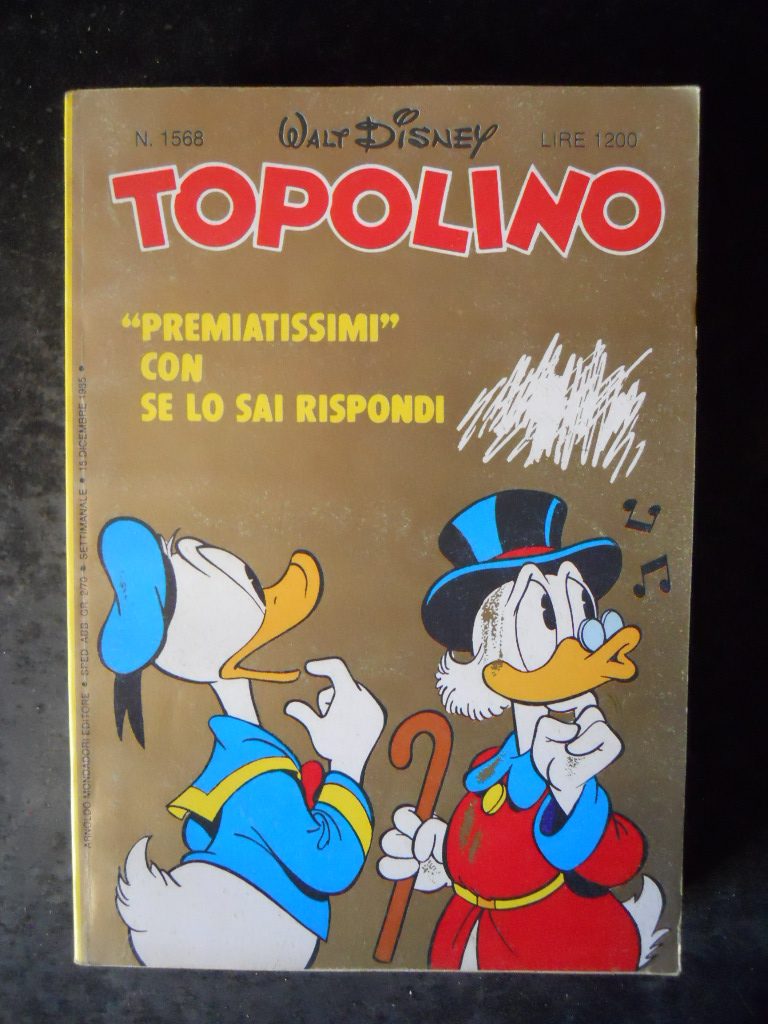 N. 1568
WALT DISNEY
LIRE 1200
TOPOLINO
“PREMIATISSIMI”
CON
SE LO SAI RISPONDI
ARNOLDO MONDADORI EDITORE • SPED. ABB. GR. 2/70 • SETTIMANALE • 15 DICEMBRE 1985 •